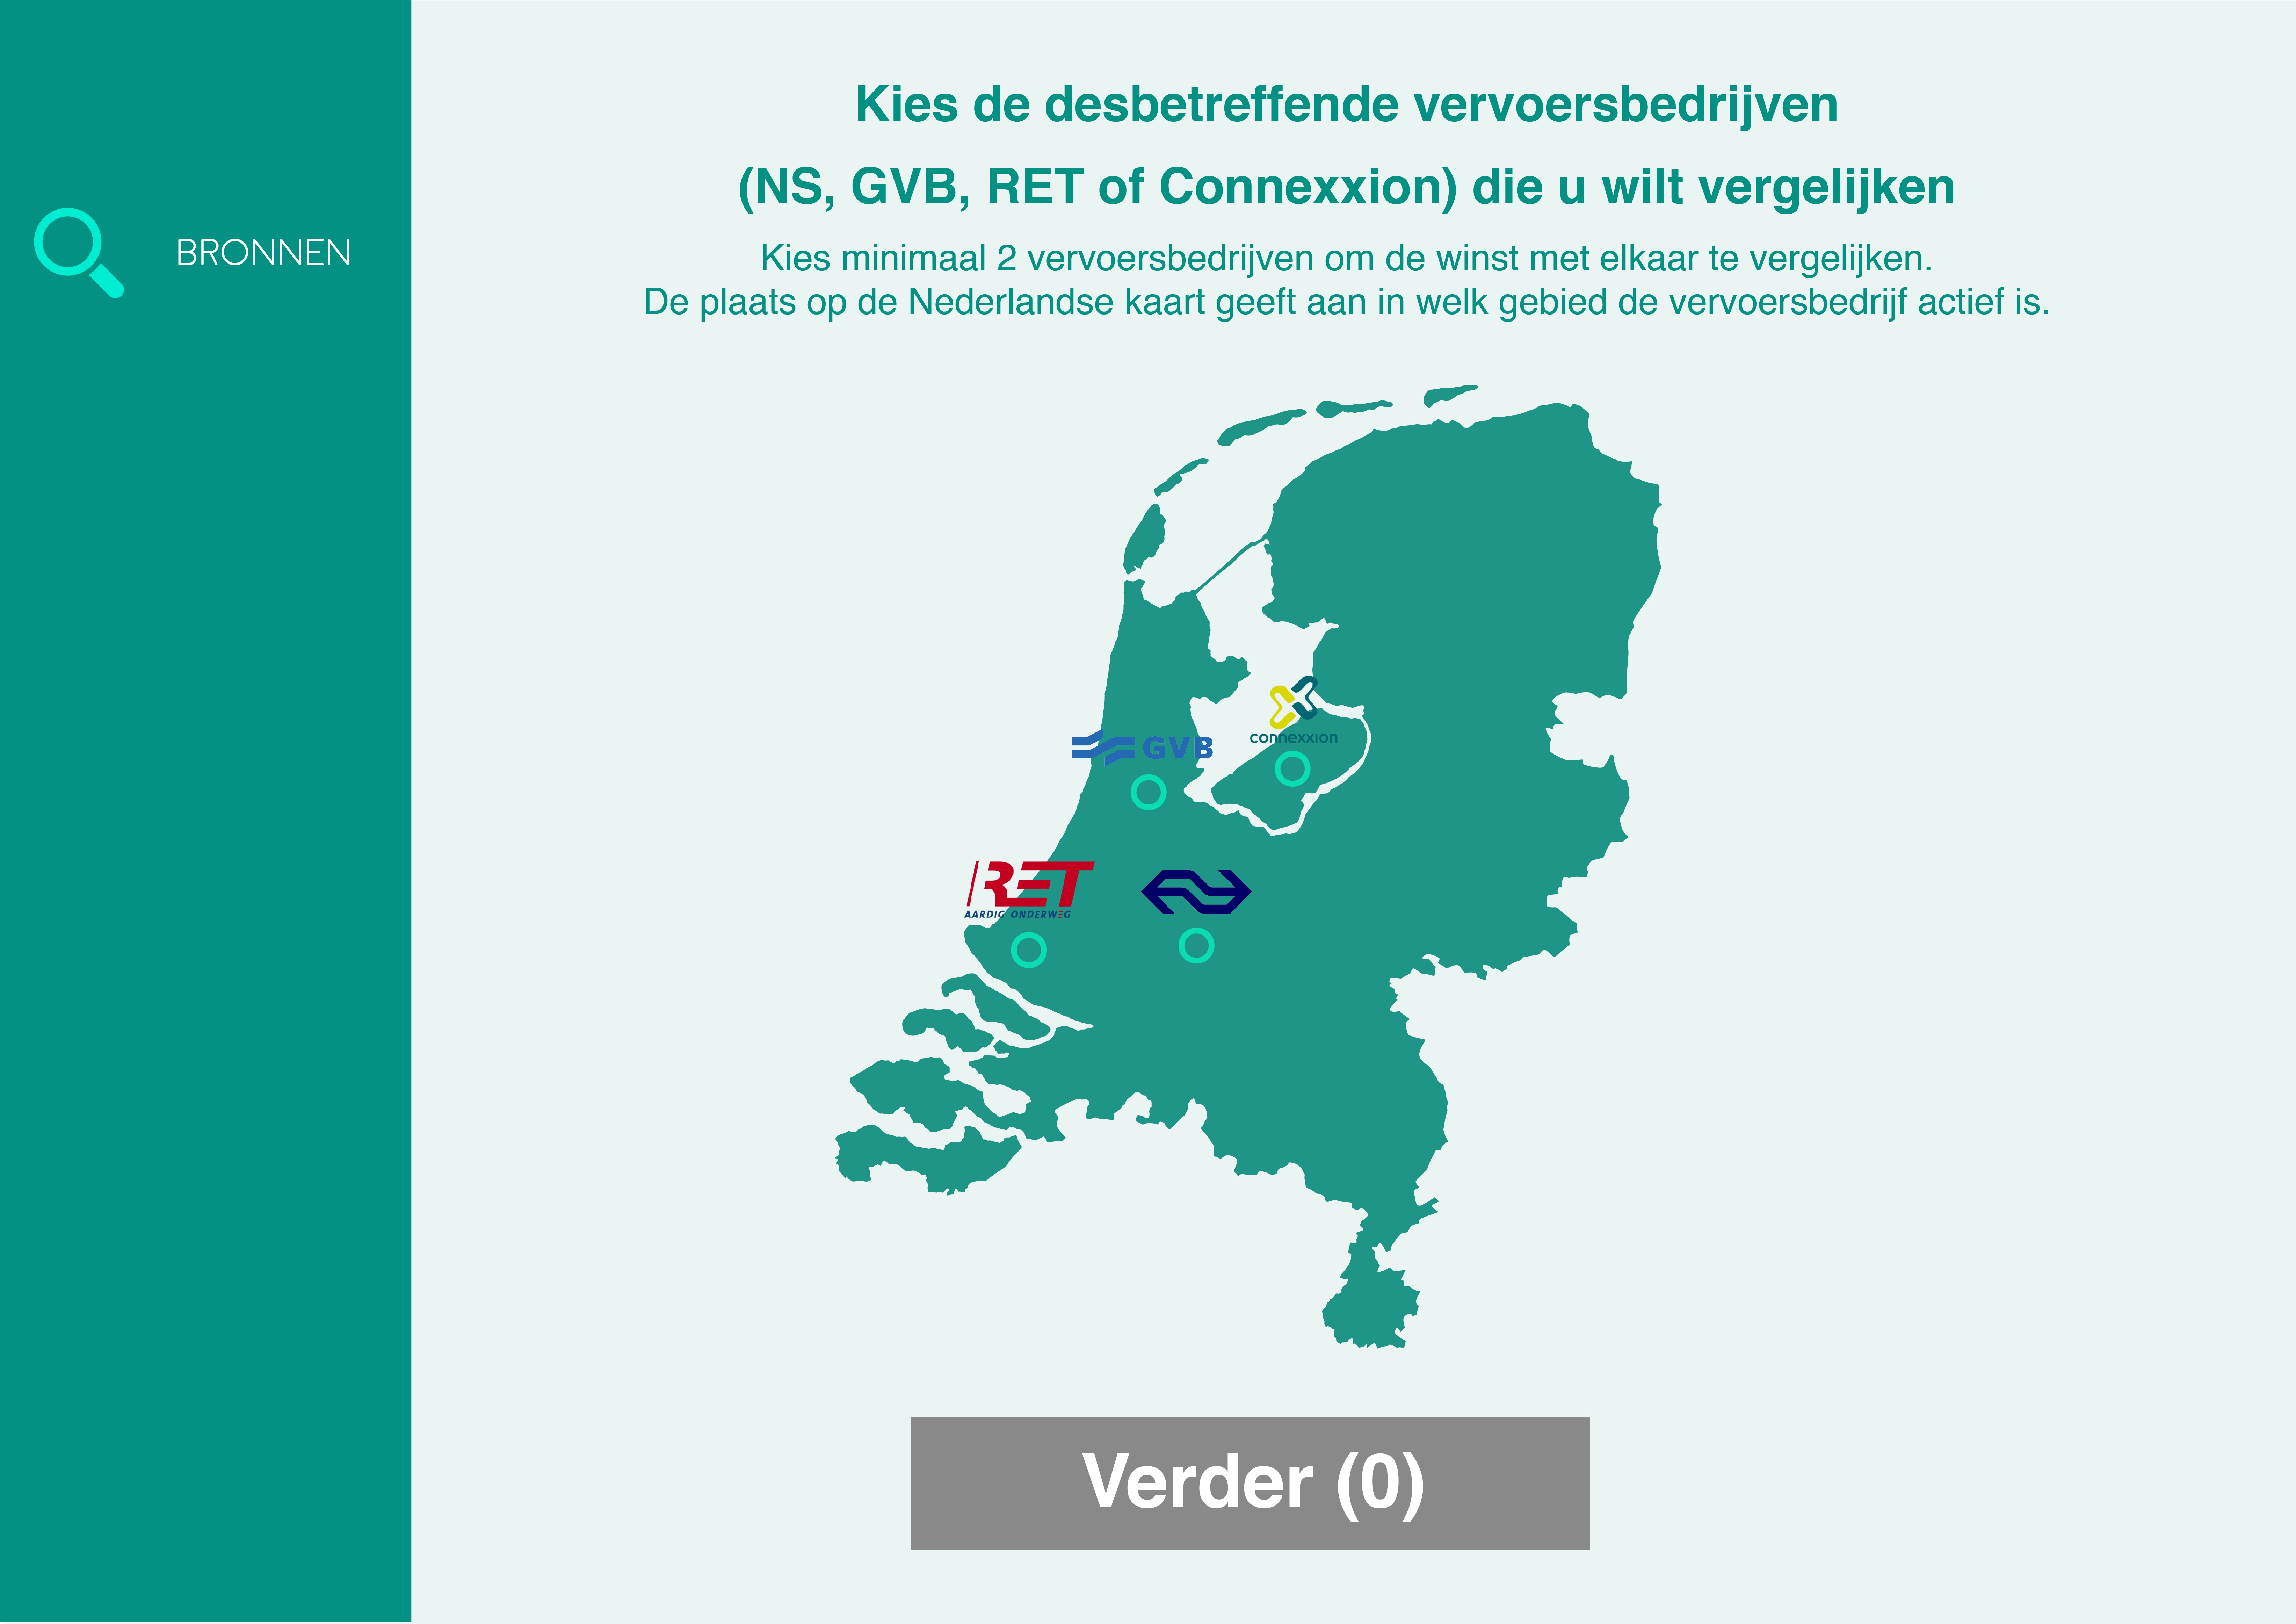 Kies de desbetreffende vervoersbedrijven
(NS, GVB, RET of Connexxion) die u wilt vergelijken
Kies minimaal 2 vervoersbedrijven om de winst met elkaar te vergelijken.
De plaats op de Nederlandse kaart geeft aan in welk gebied de vervoersbedrijf actief is.
BRONNEN
connexxion
GVB
RET
AARDIG ONDERWEG
Verder (0)